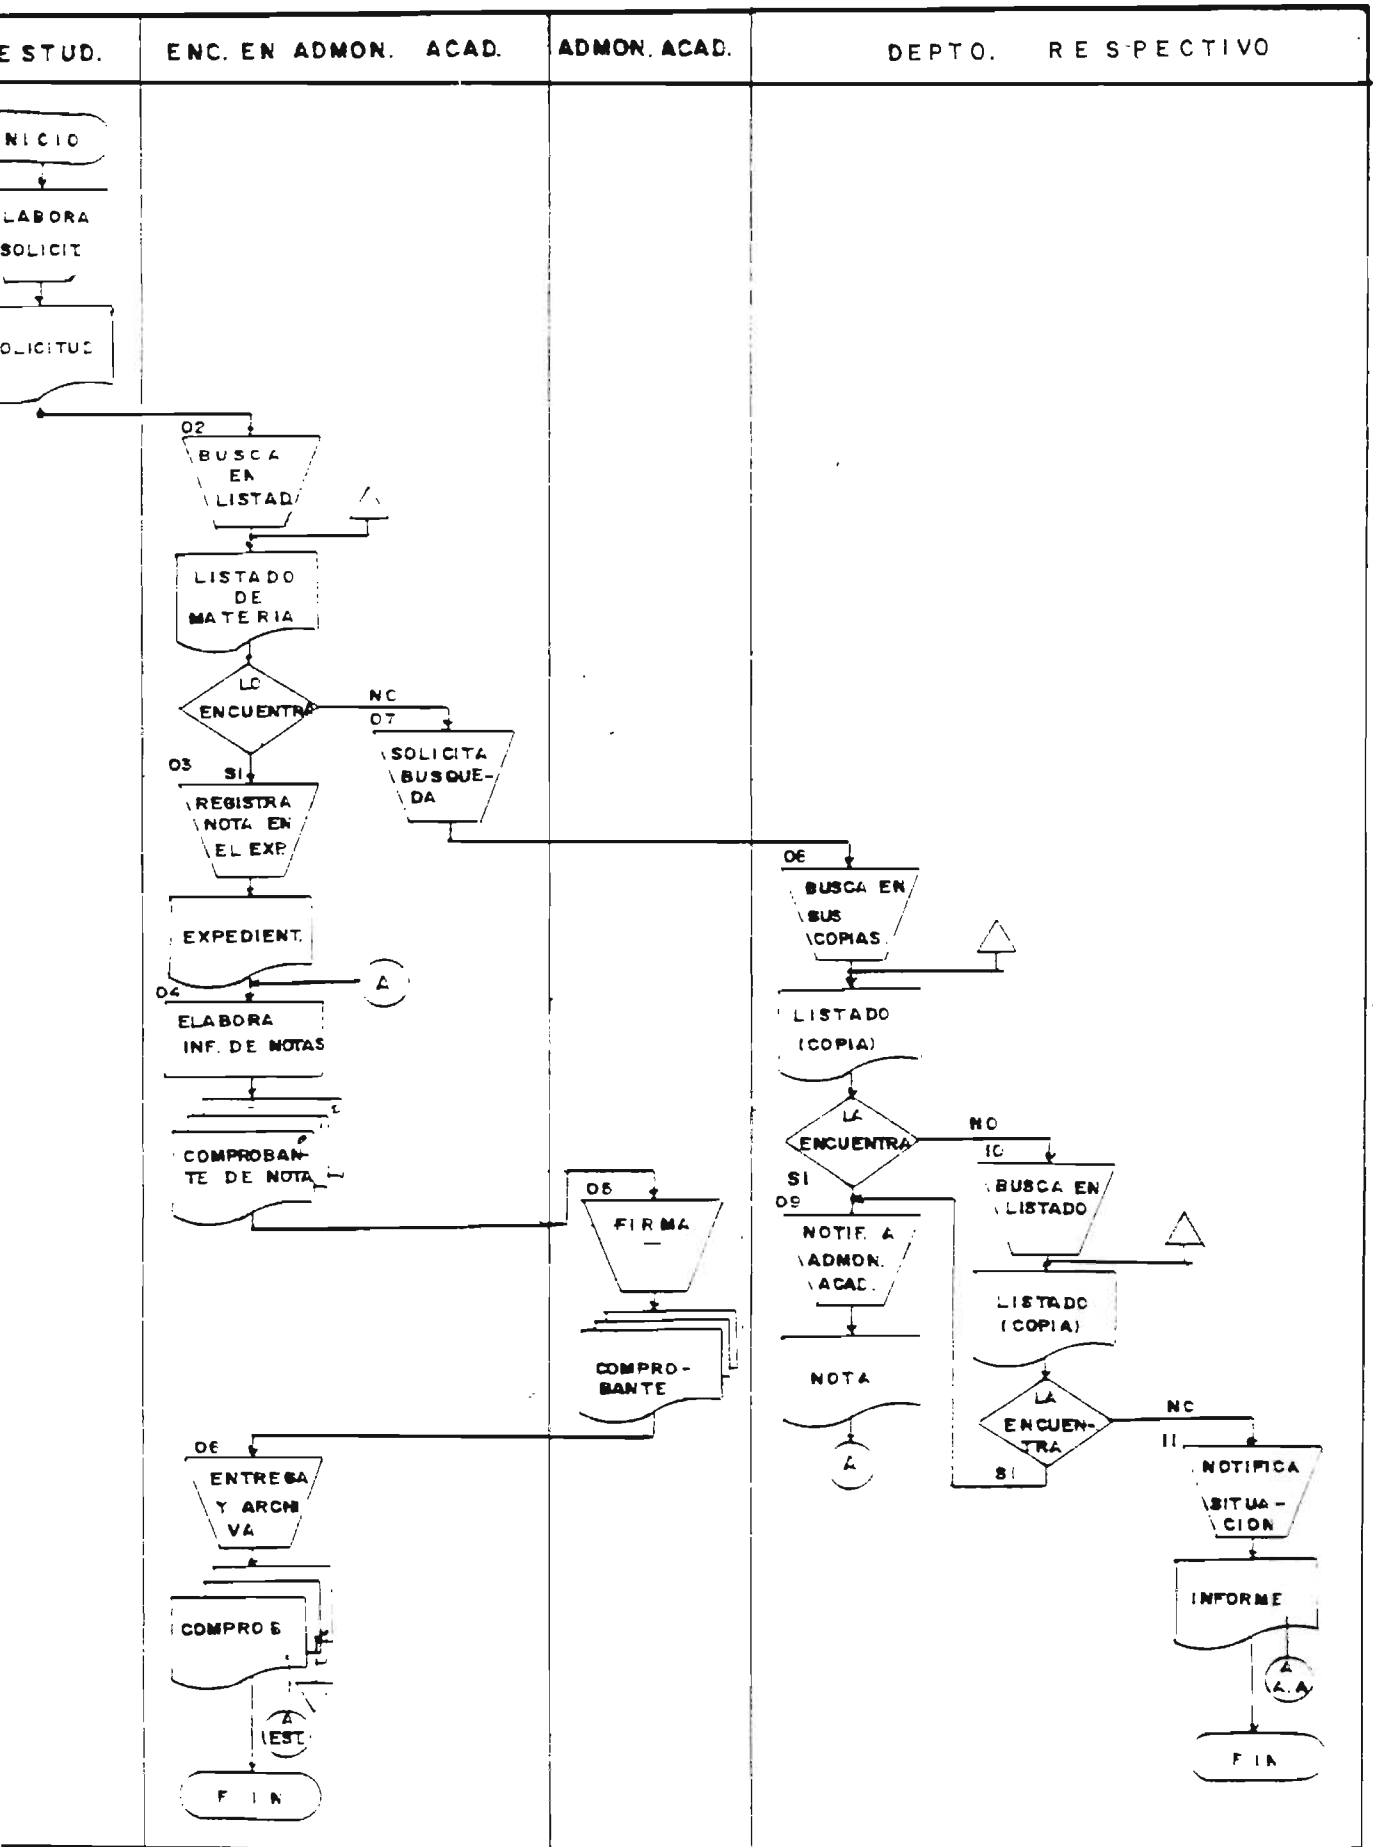 ESTUD.
ENC. EN ADMON. ACAD.
ADMON. ACAD.
DEPTO. RESPECTIVO
NICIO
LABORA
SOLICIT
OLICITUD
02
BUSCA
EN
LISTAD
LISTADO
DE
MATERIA
LO
ENCUENTRA
NO
07
SOLICITA
BUSQUE-
DA
03
SI
REGISTRA
NOTA EN
EL EXP.
EXPEDIENT.
A
04
ELABORA
INF. DE NOTAS
COMPROBAN-
TE DE NOTA
05
FIRMA
COMPRO-
BANTE
06
ENTREGA
Y ARCHI
VA
COMPROB
A
EST.
FIN
08
BUSCA EN
SUS
COPIAS.
LISTADO
(COPIA)
LA
ENCUENTRA
NO
10
BUSCA EN
LISTADO
SI
09
NOTIF. A
ADMON.
ACAD.
NOTA
A
LISTADO
(COPIA)
LA
ENCUEN-
TRA
SI
NO
11
NOTIFICA
SITUA-
CION
INFORME
A
A.A
FIN